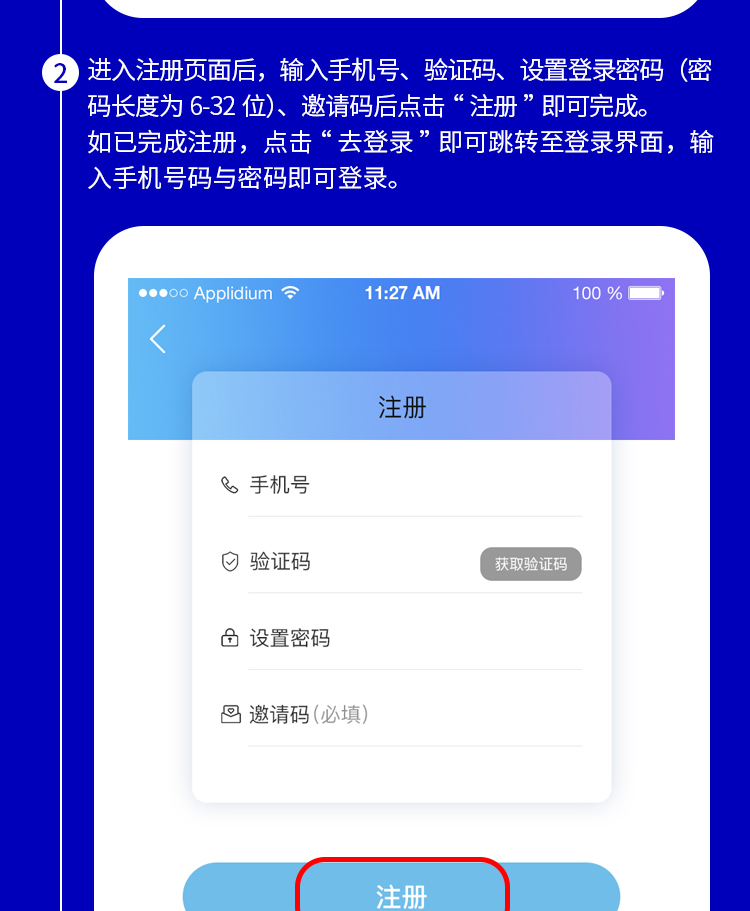 2
进入注册页面后，输入手机号、验证码、设置登录密码（密
码长度为 6-32 位）、邀请码后点击“注册”即可完成。
如已完成注册，点击“去登录”即可跳转至登录界面，输
入手机号码与密码即可登录。
Applidium 11:27 AM 100 %
注册
手机号
验证码 获取验证码
设置密码
邀请码（必填）
注册